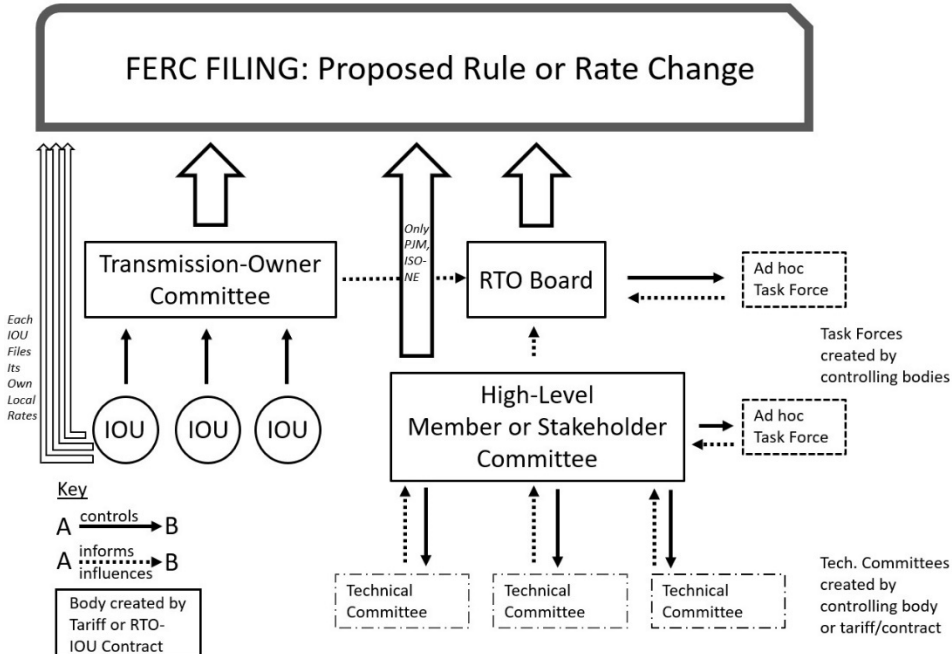 FERC FILING: Proposed Rule or Rate Change
Only
PJM,
ISO-
NE
Transmission-Owner
Committee
RTO Board
Ad hoc
Task Force
Each
IOU
Files
Its
Own
Local
Rates
Task Forces
created by
controlling bodies
High-Level
Member or Stakeholder
Committee
Ad hoc
Task Force
IOU
IOU
IOU
Key
A controls B
A informs B
influences
Body created by
Tariff or RTO-
IOU Contract
Technical
Committee
Technical
Committee
Technical
Committee
Tech. Committees
created by
controlling body
or tariff/contract